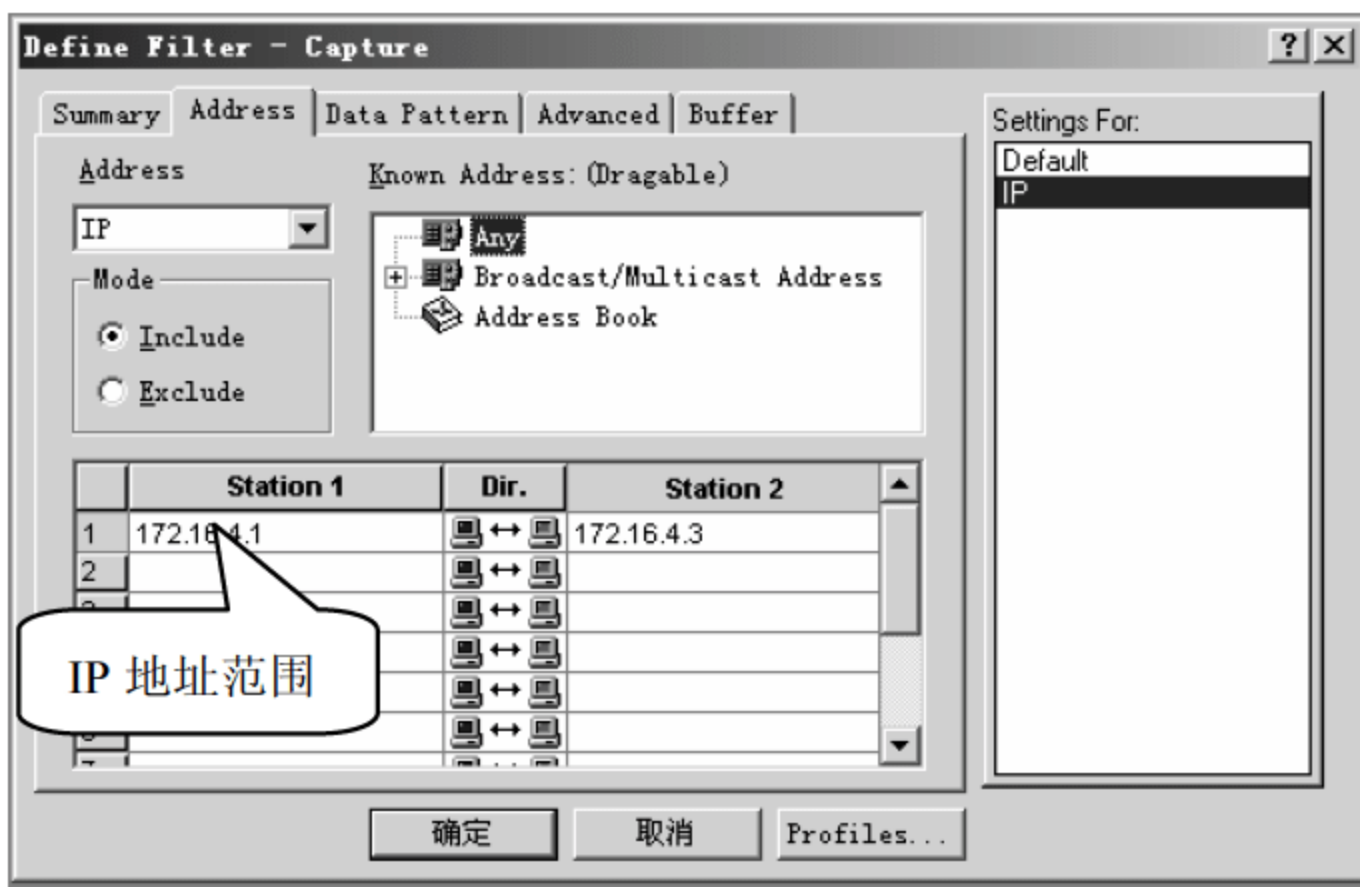 Define Filter - Capture
Summary Address Data Pattern Advanced Buffer
Settings For:
Default
IP
Address
IP
Known Address:(Dragable)
Any
Broadcast/Multicast Address
Address Book
Mode
Include
Exclude
Station 1 Dir. Station 2
1 172.16.4.1 172.16.4.3
2
IP 地址范围
确定 取消 Profiles...